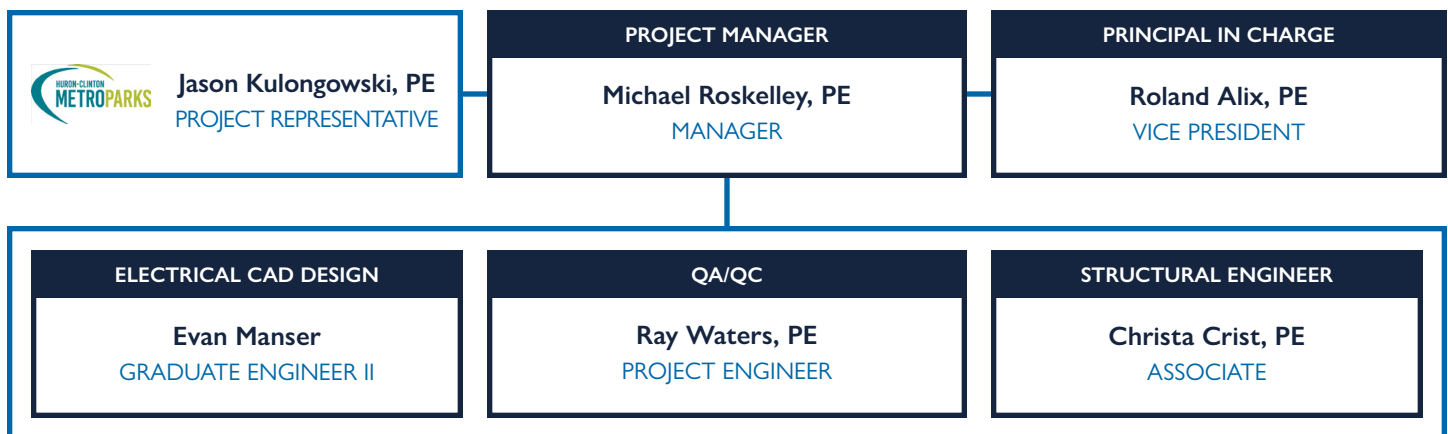 HURON-CLINTON
METROPARKS
Jason Kulongowski, PE
PROJECT REPRESENTATIVE
PROJECT MANAGER
Michael Roskelley, PE
MANAGER
PRINCIPAL IN CHARGE
Roland Alix, PE
VICE PRESIDENT
ELECTRICAL CAD DESIGN
Evan Manser
GRADUATE ENGINEER II
QA/QC
Ray Waters, PE
PROJECT ENGINEER
STRUCTURAL ENGINEER
Christa Crist, PE
ASSOCIATE